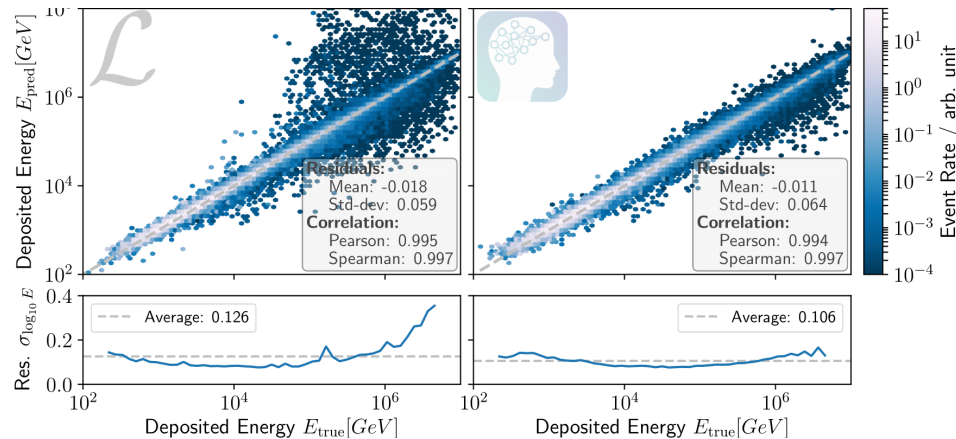 ℒ
Deposited Energy E_pred[GeV]
10^6
10^4
10^2
Residuals:
Mean: -0.018
Std-dev: 0.059
Correlation:
Pearson: 0.995
Spearman: 0.997
Residuals:
Mean: -0.011
Std-dev: 0.064
Correlation:
Pearson: 0.994
Spearman: 0.997
10^1
10^0
10^-1
10^-2
10^-3
10^-4
Event Rate / arb. unit
Res. σ_log10 E
0.4
0.2
0.0
Average: 0.126
Average: 0.106
10^2
10^4
10^6
10^2
10^4
10^6
Deposited Energy E_true[GeV]
Deposited Energy E_true[GeV]